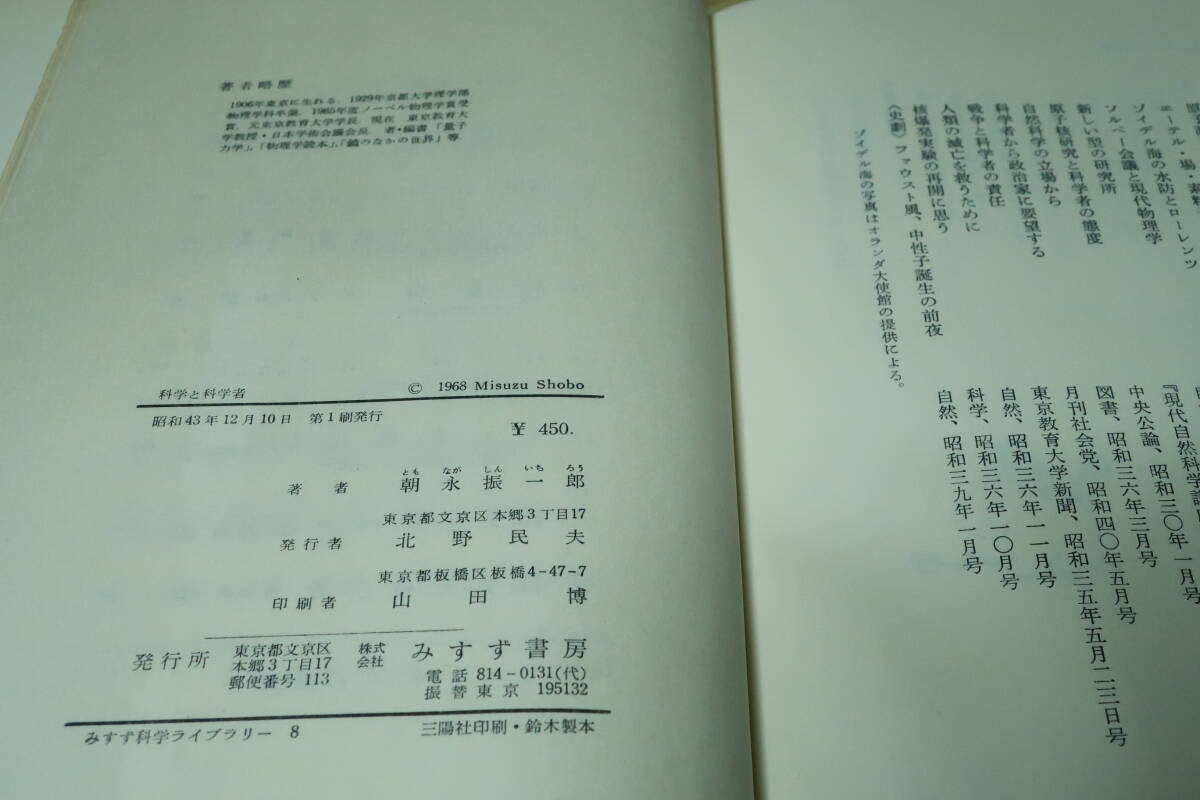 著者略歴
1906年東京に生れる．1929年京都大学理学部
物理学科卒業．1965年度ノーベル物理学賞受
賞．元東京教育大学学長．現在 東京教育大
学教授・日本学術会議会長．著・編書『量子
力学』，『物理学読本』，『鏡のなかの世界』等．
科学と科学者
© 1968 Misuzu Shobo
昭和43年12月10日 第1刷発行
¥ 450.
とも なが しん いち ろう
著者 朝永振一郎
東京都文京区本郷3丁目17
発行者 北野民夫
東京都板橋区板橋4-47-7
印刷者 山田博
発行所 東京都文京区本郷3丁目17 郵便番号 113
株式会社 みすず書房
電話 814-0131(代)
振替東京 195132
みすず科学ライブラリー 8
三陽社印刷・鈴木製本
エーテル・場・素粒
ゾイデル海の水防とローレンツ
ソルベー会議と現代物理学
新しい型の研究所
原子核研究と科学者の態度
自然科学の立場から
科学者から政治家に要望する
戦争と科学者の責任
人類の滅亡を救うために
核爆発実験の再開に思う
〈史劇〉ファウスト風、中性子誕生の前夜
ゾイデル海の写真はオランダ大使館の提供による。
『現代自然科学講
中央公論、昭和三〇年一月号
図書、昭和三六年三月号
月刊社会党、昭和四〇年五月号
東京教育大学新聞、昭和三五年五月二三日号
自然、昭和三六年一一月号
科学、昭和三六年一〇月号
自然、昭和三九年一月号